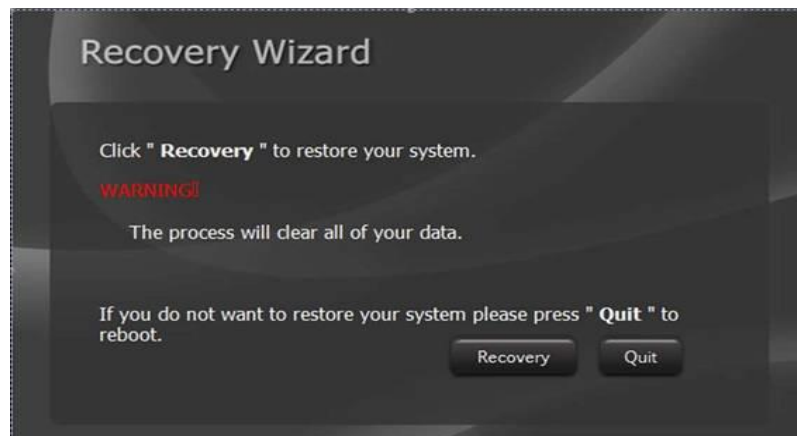 Recovery Wizard
Click " Recovery " to restore your system.
WARNING
The process will clear all of your data.
If you do not want to restore your system please press " Quit " to
reboot.
Recovery Quit